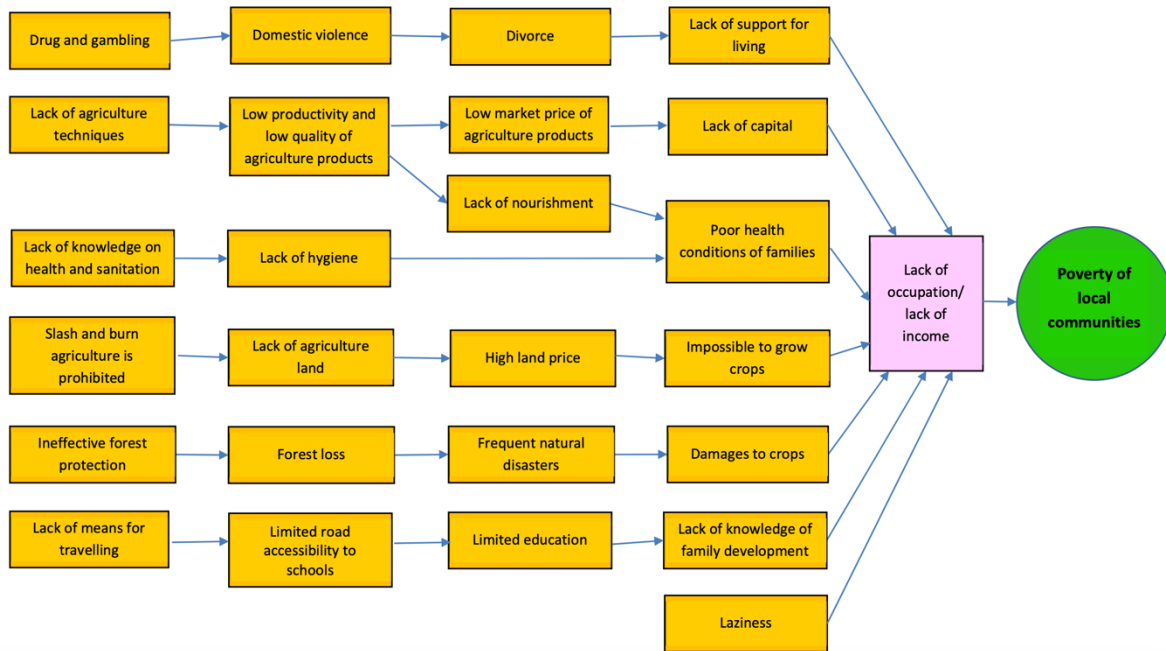 Drug and gambling
Domestic violence
Divorce
Lack of support for
living
Lack of agriculture
techniques
Low productivity and
low quality of
agriculture products
Low market price of
agriculture products
Lack of capital
Lack of nourishment
Lack of knowledge on
health and sanitation
Lack of hygiene
Poor health
conditions of families
Slash and burn
agriculture is
prohibited
Lack of agriculture
land
High land price
Impossible to grow
crops
Ineffective forest
protection
Forest loss
Frequent natural
disasters
Damages to crops
Lack of means for
travelling
Limited road
accessibility to
schools
Limited education
Lack of knowledge of
family development
Laziness
Lack of
occupation/
lack of
income
Poverty of
local
communities